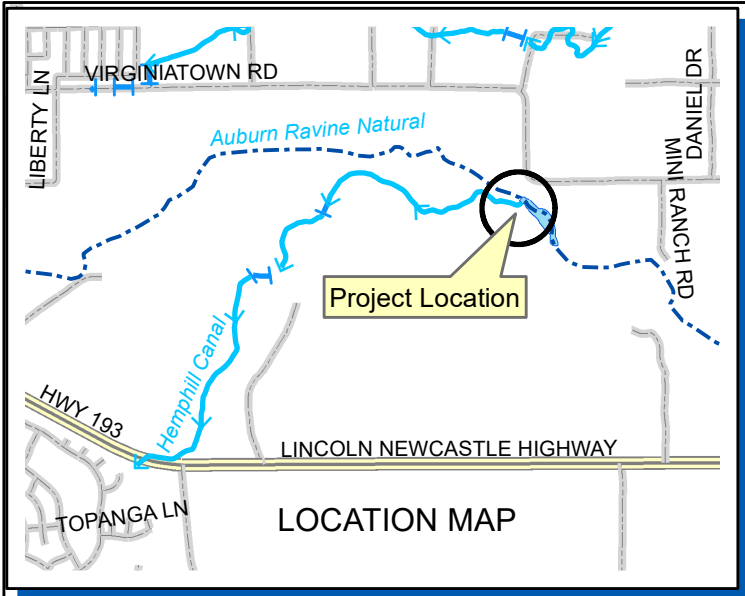 VIRGINIATOWN RD
LIBERTY LN
DANIEL DR
Auburn Ravine Natural
MINI RANCH RD
Project Location
Hemphill Canal
HWY 193
LINCOLN NEWCASTLE HIGHWAY
TOPANGA LN
LOCATION MAP